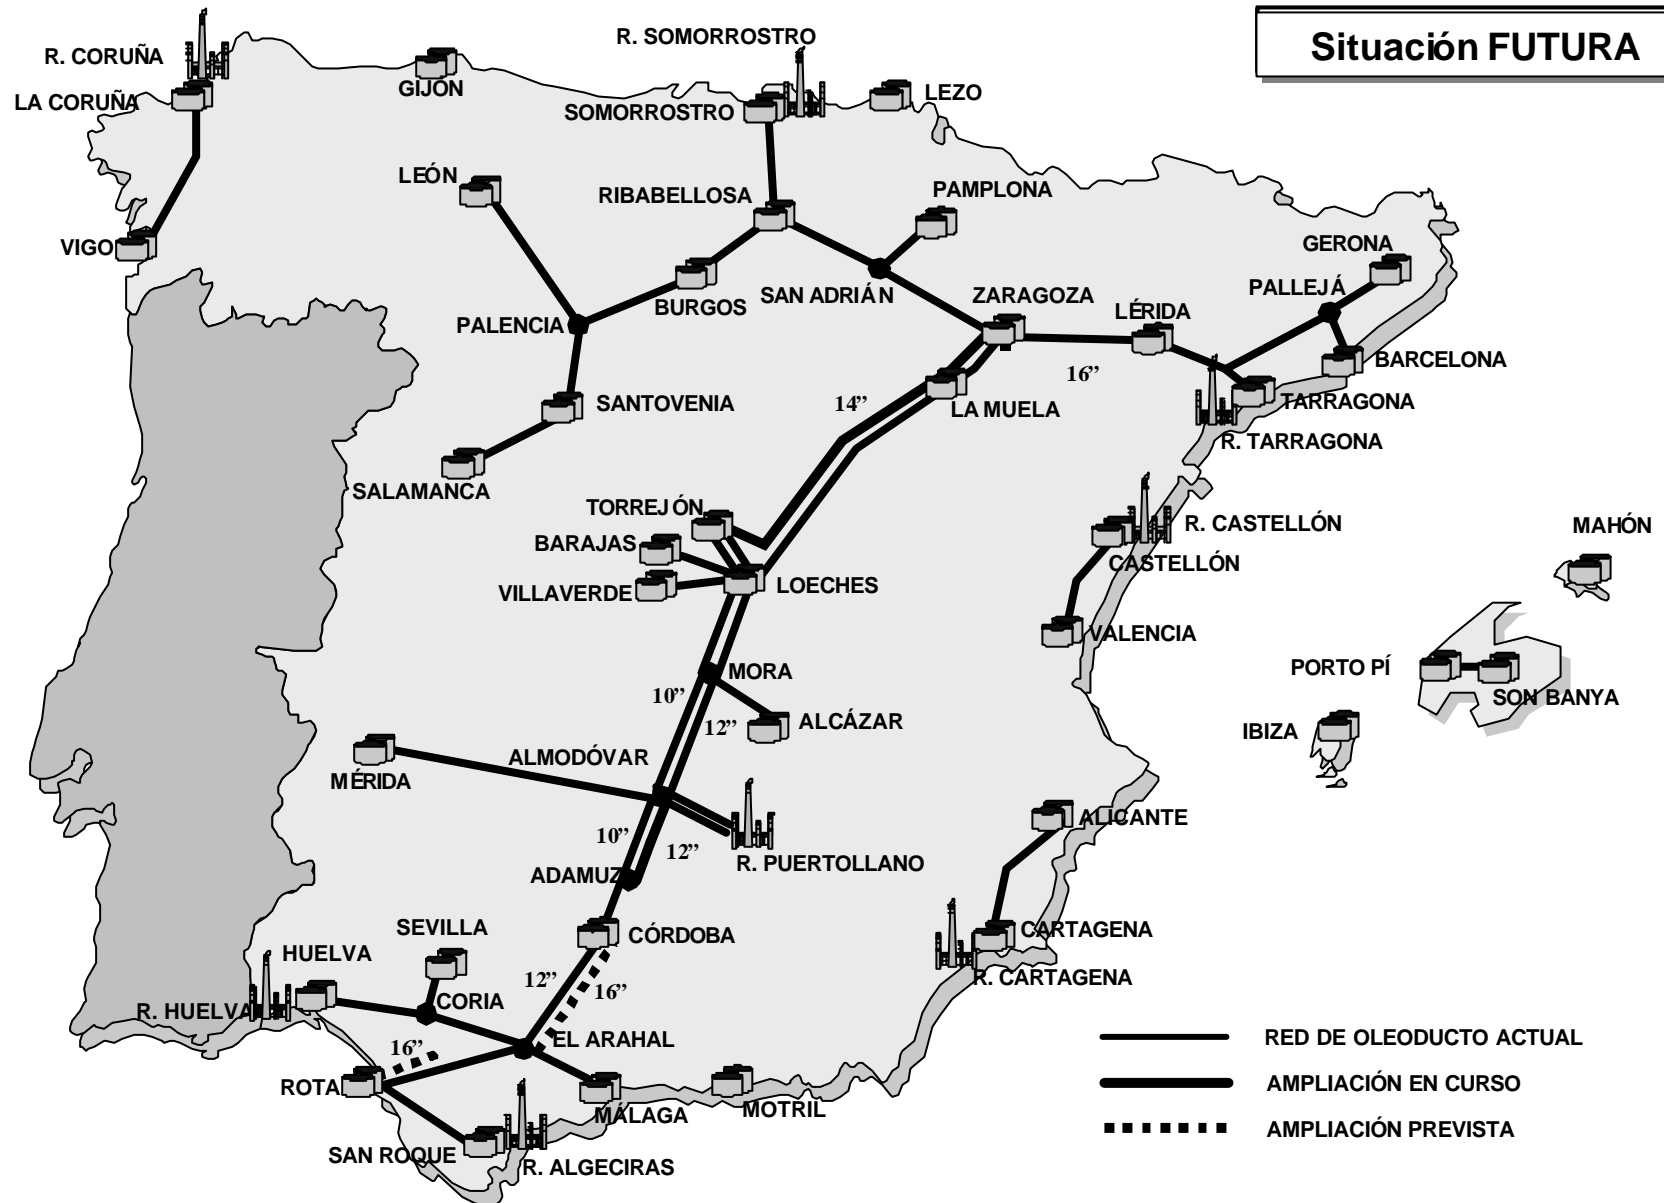 Situación FUTURA
R. CORUÑA
R. SOMORROSTRO
LA CORUÑA
GIJÓN
SOMORROSTRO
LEZO
LEÓN
RIBABELLOSA
PAMPLONA
VIGO
GERONA
BURGOS
SAN ADRIÁN
ZARAGOZA
PALLEJÁ
PALENCIA
LÉRIDA
BARCELONA
16”
SANTOVENIA
14”
LA MUELA
TARRAGONA
R. TARRAGONA
SALAMANCA
TORREJÓN
R. CASTELLÓN
MAHÓN
BARAJAS
CASTELLÓN
VILLAVERDE
LOECHES
VALENCIA
MORA
PORTO PÍ
10”
SON BANYA
12”
ALCÁZAR
IBIZA
ALMODÓVAR
MÉRIDA
ALICANTE
10”
12”
R. PUERTOLLANO
ADAMUZ
SEVILLA
CÓRDOBA
CARTAGENA
HUELVA
12”
R. CARTAGENA
16”
R. HUELVA
CORIA
EL ARAHAL
RED DE OLEODUCTO ACTUAL
16”
ROTA
AMPLIACIÓN EN CURSO
MÁLAGA
MOTRIL
AMPLIACIÓN PREVISTA
SAN ROQUE
R. ALGECIRAS